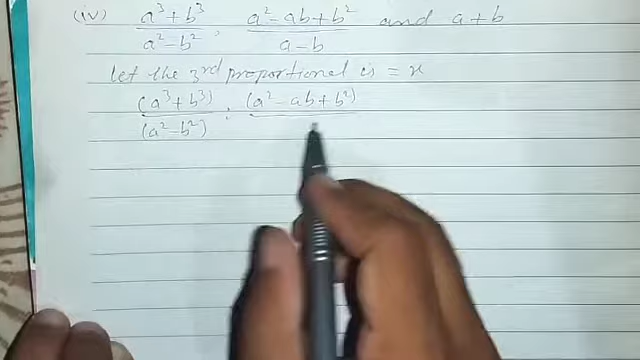 (iv) a³+b³/a²-b², a²-ab+b²/a-b and a+b
Let the 3rd proportional is = x
(a³+b³)/(a²-b²) : (a²-ab+b²)